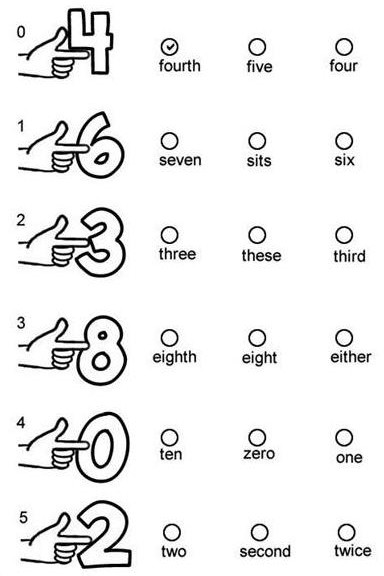 0
4
fourth five four
1
6
seven sits six
2
3
three these third
3
8
eighth eight either
4
0
ten zero one
5
2
two second twice